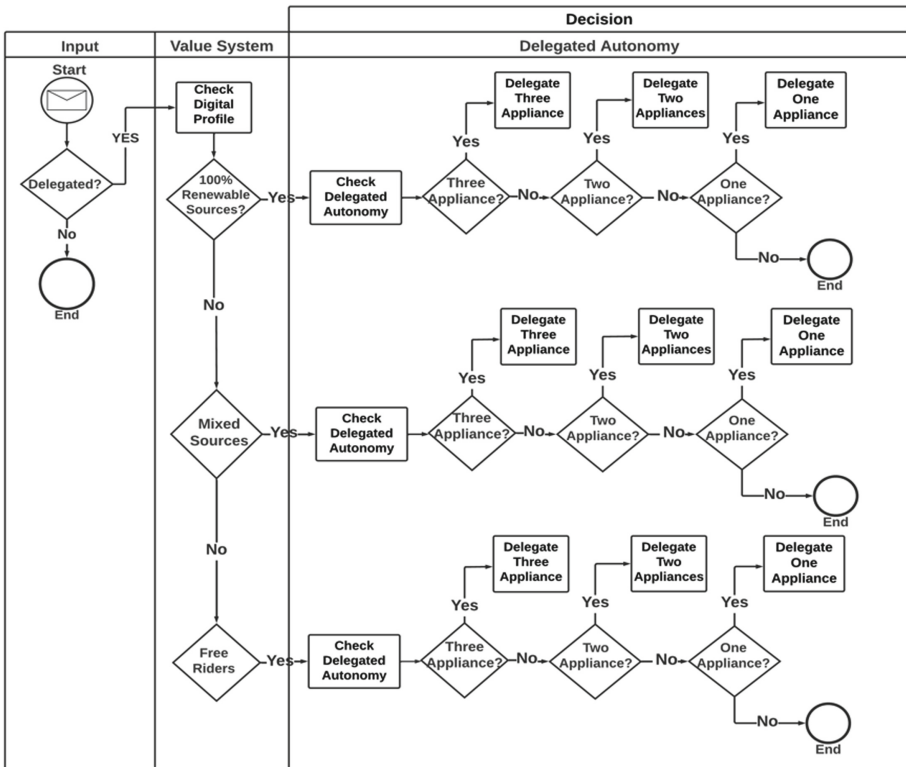 Decision
Input
Value System
Delegated Autonomy
Start
Check
Digital
Profile
YES
Delegated?
No
End
100%
Renewable
Sources?
Yes
Check
Delegated
Autonomy
Three
Appliance?
Yes
Delegate
Three
Appliance
No
Two
Appliance?
Yes
Delegate
Two
Appliances
No
One
Appliance?
Yes
Delegate
One
Appliance
No
End
No
Mixed
Sources
Yes
Check
Delegated
Autonomy
Three
Appliance?
Yes
Delegate
Three
Appliance
No
Two
Appliance?
Yes
Delegate
Two
Appliances
No
One
Appliance?
Yes
Delegate
One
Appliance
No
End
No
Free
Riders
Yes
Check
Delegated
Autonomy
Three
Appliance?
Yes
Delegate
Three
Appliance
No
Two
Appliance?
Yes
Delegate
Two
Appliances
No
One
Appliance?
Yes
Delegate
One
Appliance
No
End